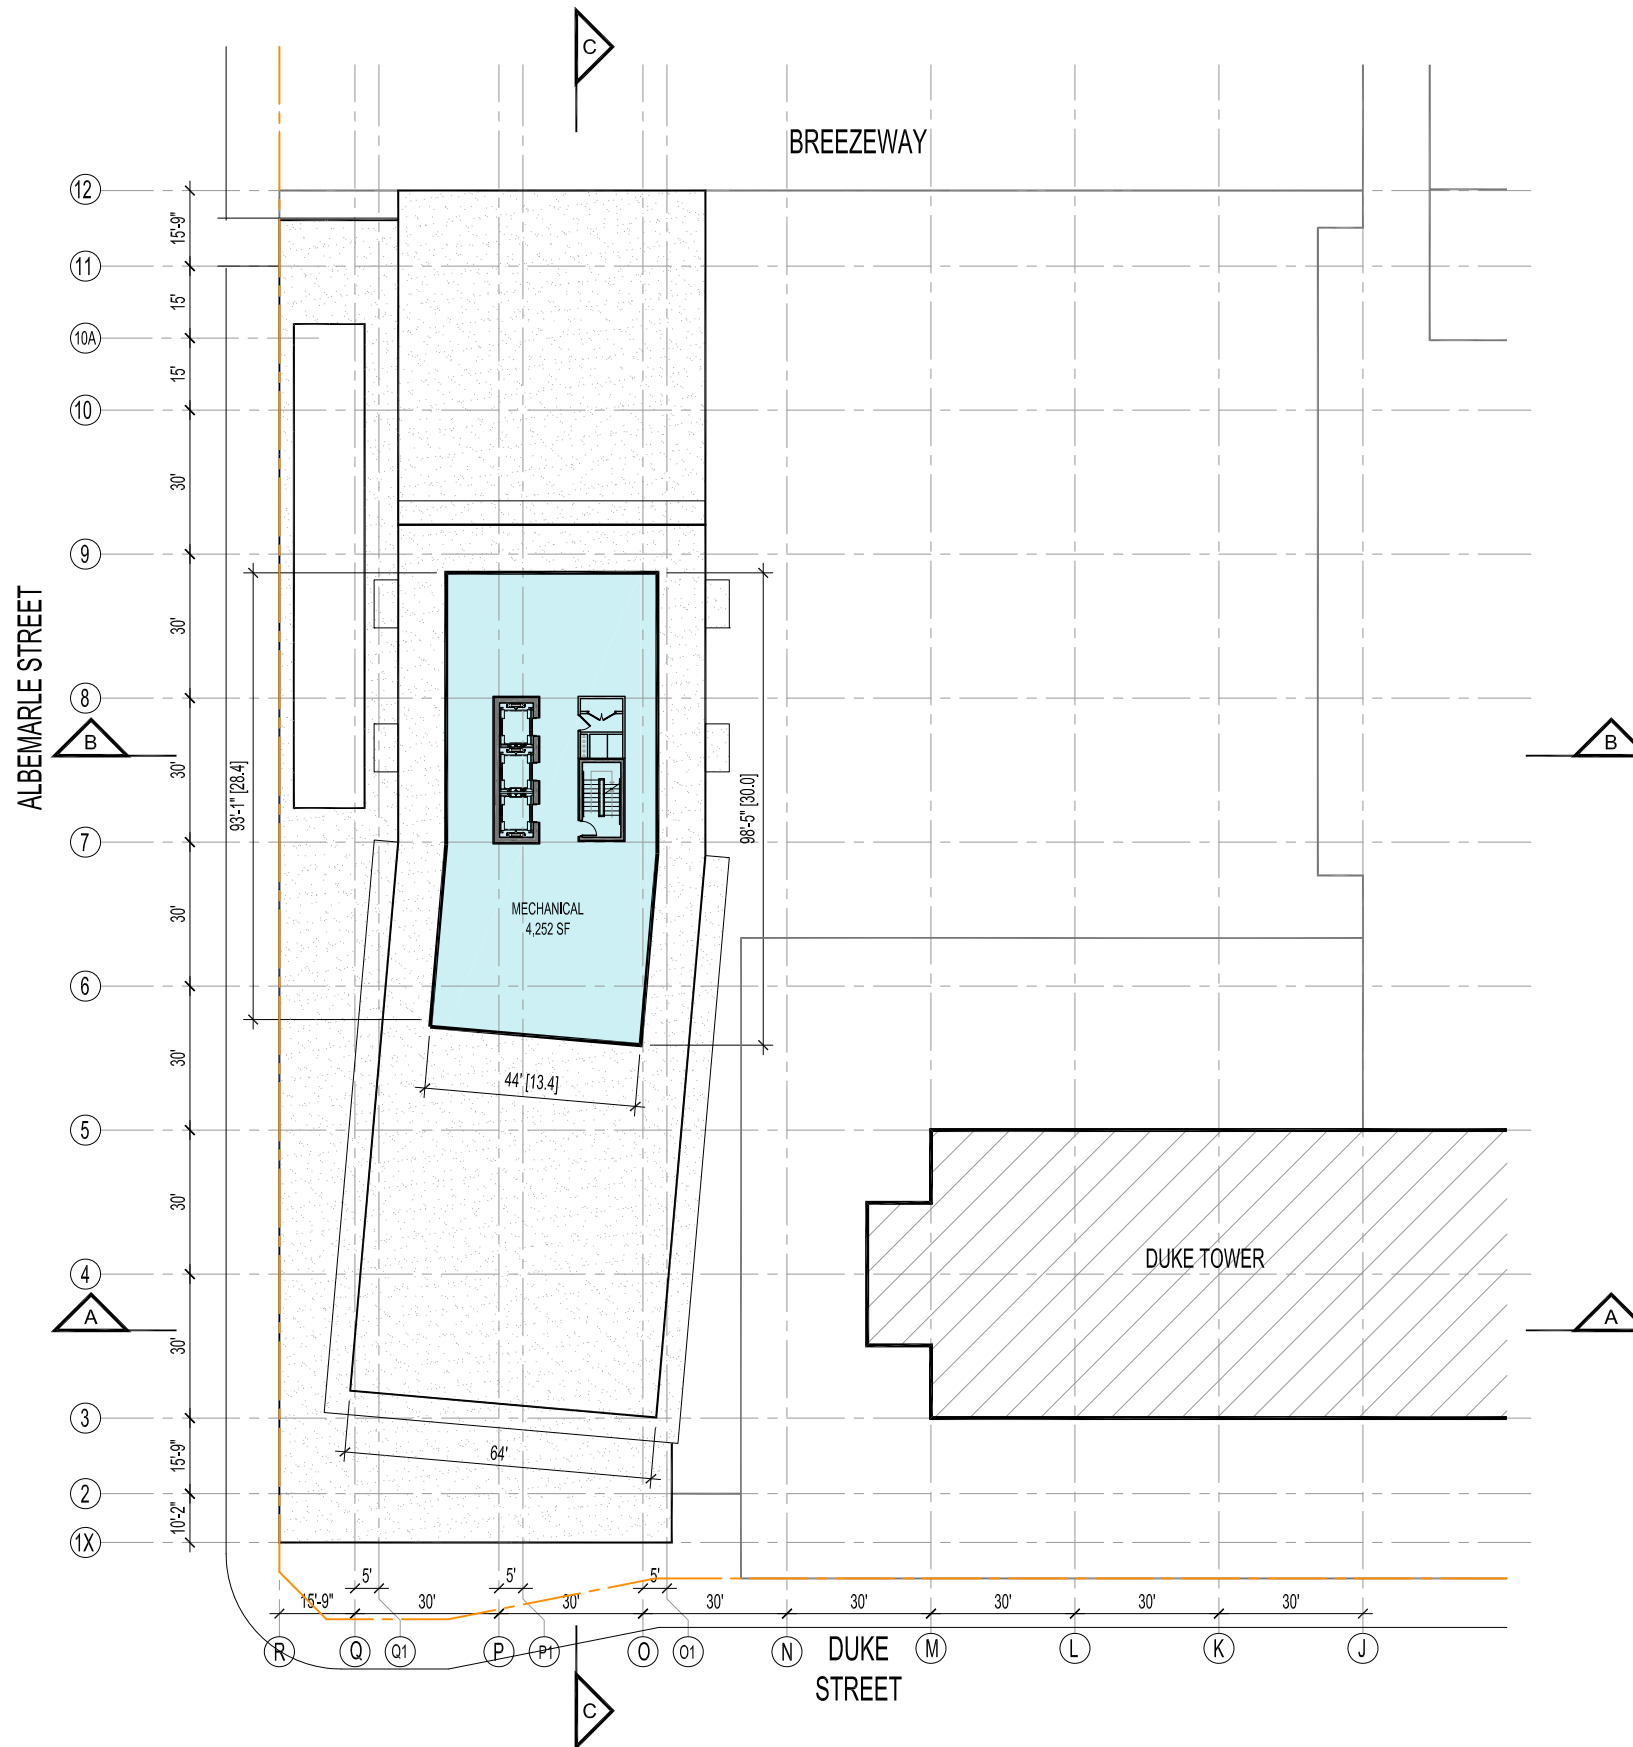 C
BREEZEWAY
12
15'-9"
11
15'
10A
15'
10
30'
9
30'
8
30'
7
30'
6
30'
5
30'
4
30'
3
15'-9"
2
10'-2"
1X
ALBEMARLE STREET
B
B
A
A
93'-1" [28.4]
98'-5" [30.0]
MECHANICAL
4,252 SF
44' [13.4]
64'
DUKE TOWER
5'
5'
5'
15'-9"
30'
30'
30'
30'
30'
30'
30'
R
Q
Q1
P
P1
O
O1
N
M
L
K
J
DUKE
STREET
C